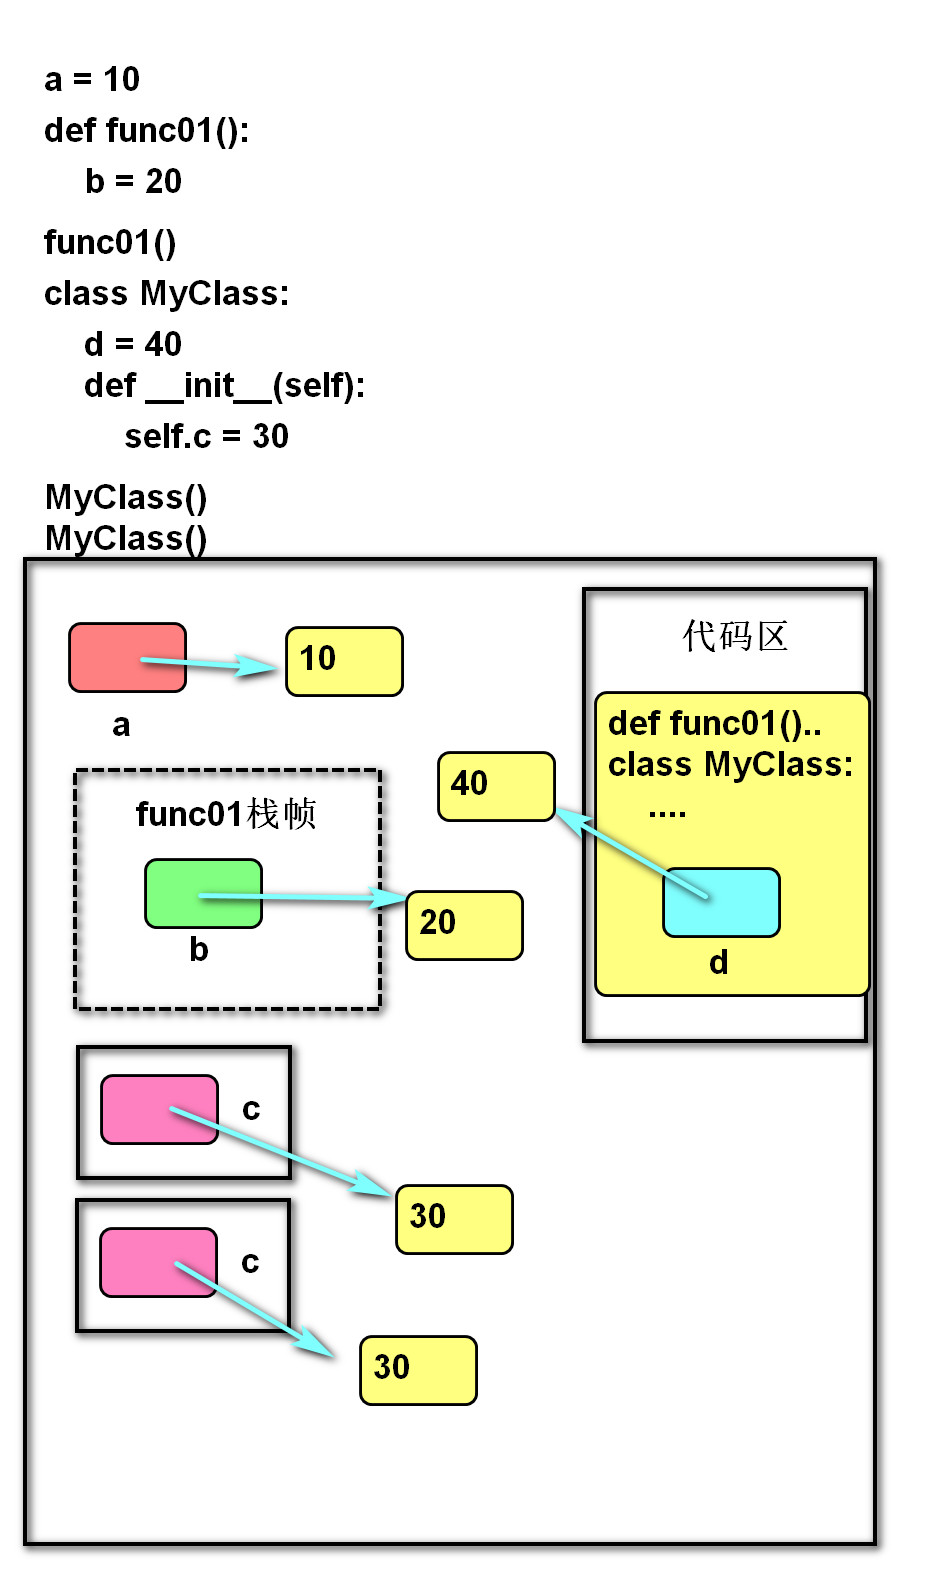 a = 10
def func01():
b = 20
func01()
class MyClass:
d = 40
def __init__(self):
self.c = 30
MyClass()
MyClass()
代码区
10
a
def func01()..
class MyClass:
....
40
func01栈帧
20
b
d
c
30
c
30